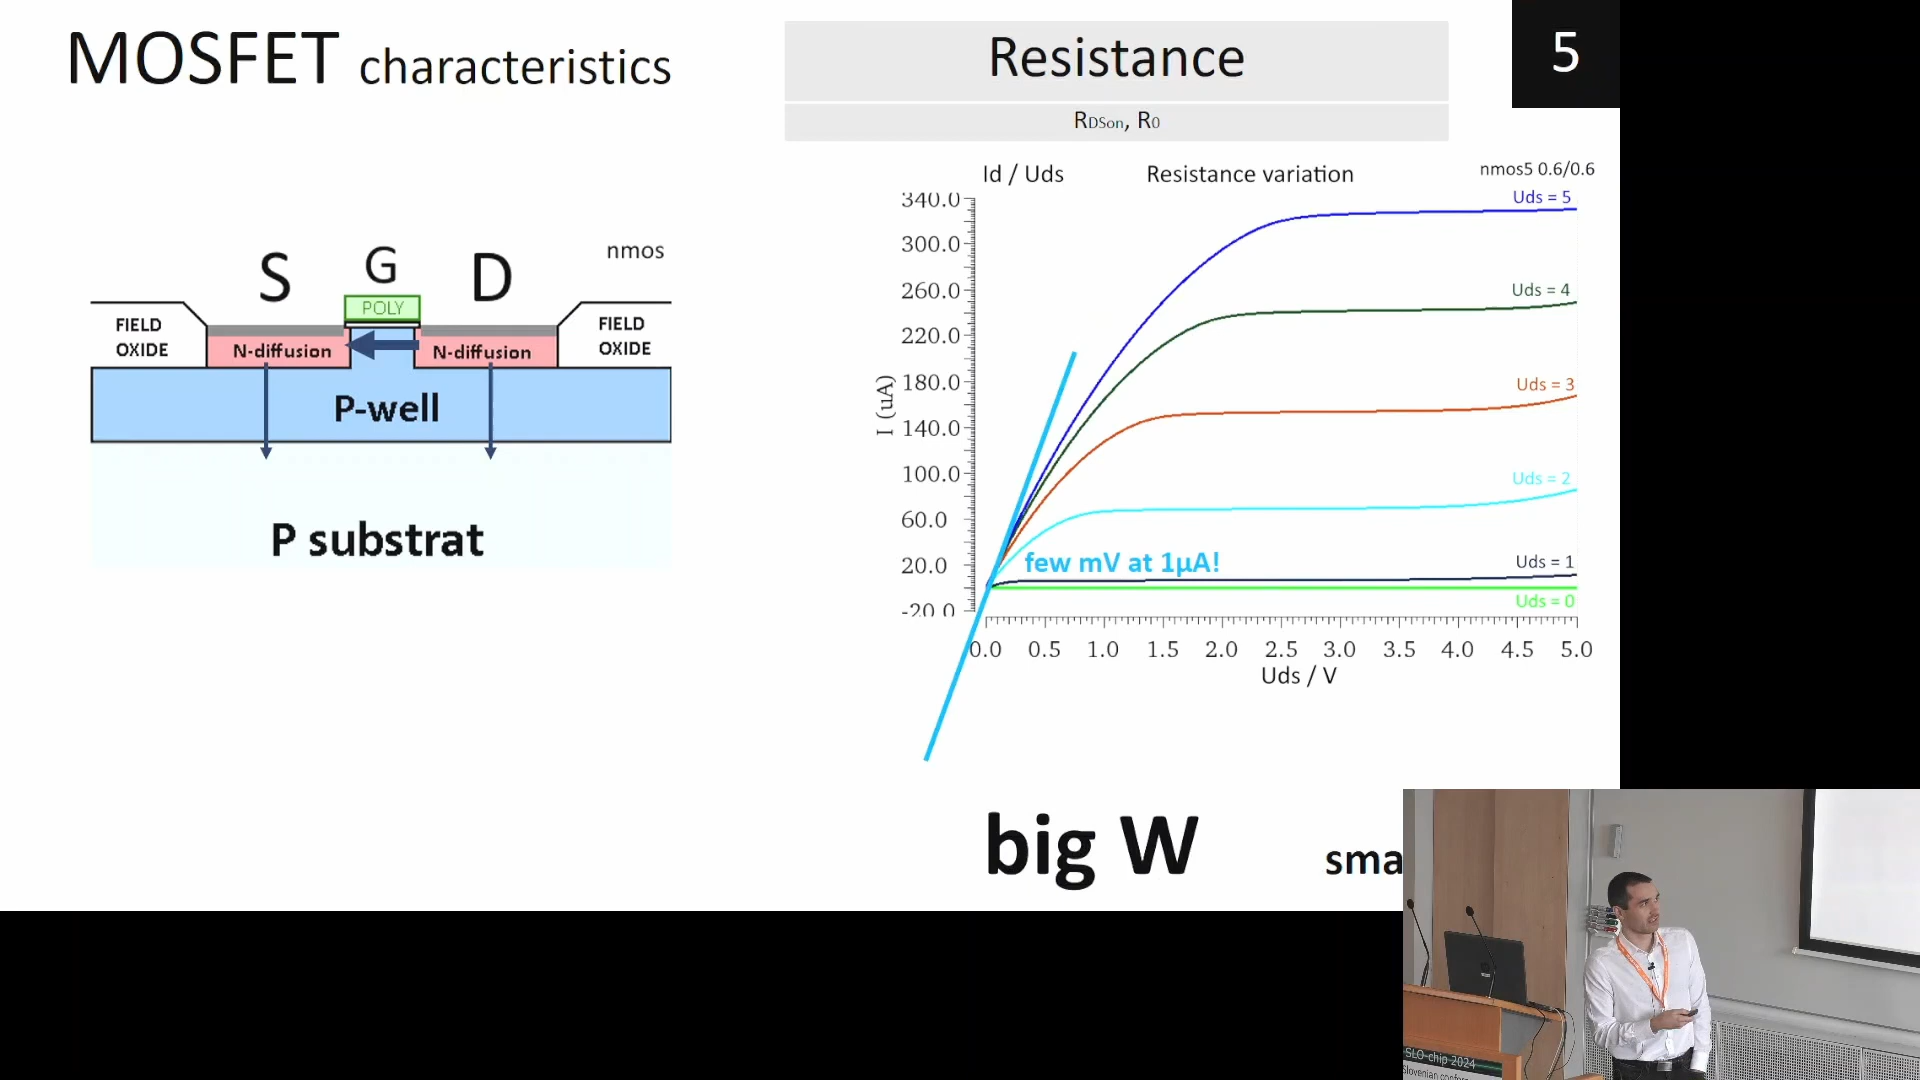 MOSFET characteristics
Resistance
RDSon, R0
5
Id / Uds
Resistance variation
nmos5 0.6/0.6
S
G
D
nmos
POLY
FIELD
OXIDE
N-diffusion
N-diffusion
FIELD
OXIDE
P-well
P substrat
I (uA)
340.0
300.0
260.0
220.0
180.0
140.0
100.0
60.0
20.0
-20.0
Uds = 5
Uds = 4
Uds = 3
Uds = 2
Uds = 1
Uds = 0
few mV at 1µA!
0.0 0.5 1.0 1.5 2.0 2.5 3.0 3.5 4.0 4.5 5.0
Uds / V
big W
sma
SLO-chip 2024
Slovenian confere